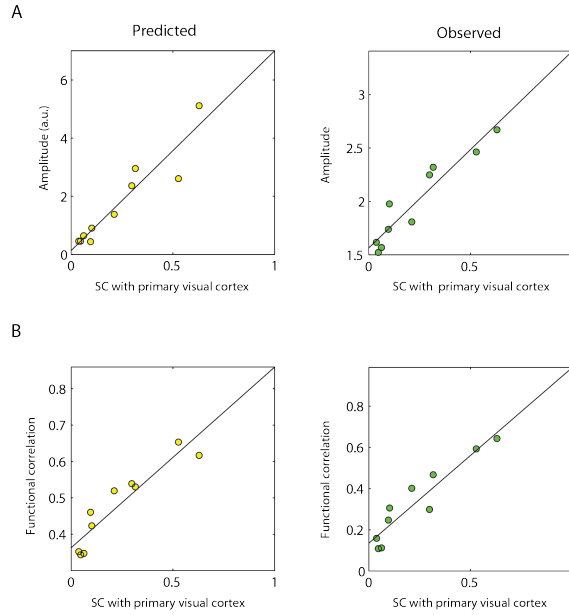 A
Predicted
Observed
Amplitude (a.u.)
6
4
2
0
0
0.5
1
SC with primary visual cortex
Amplitude
3
2.5
2
1.5
0
0.5
SC with primary visual cortex
B
Functional correlation
0.8
0.7
0.6
0.5
0.4
0
0.5
1
SC with primary visual cortex
Functional correlation
0.8
0.6
0.4
0.2
0
0
0.5
SC with primary visual cortex